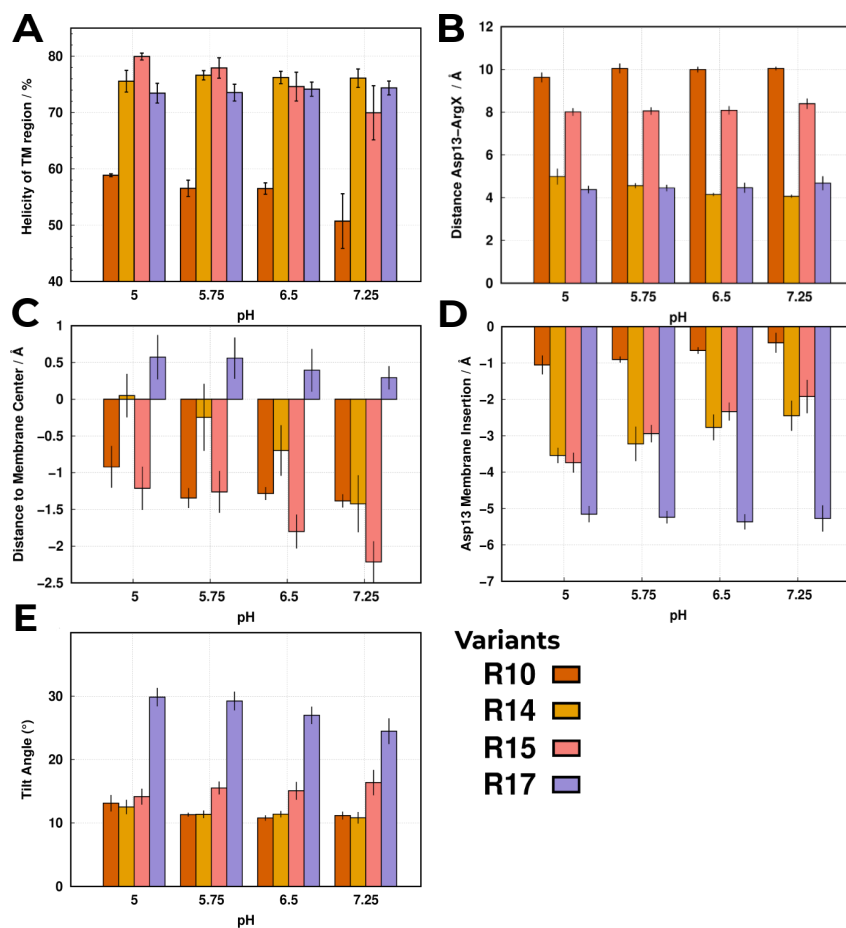 A
Helicity of TM region / %
80
70
60
50
40
5 5.75 6.5 7.25
pH
B
Distance Asp13–ArgX / Å
12
10
8
6
4
2
0
5 5.75 6.5 7.25
pH
C
Distance to Membrane Center / Å
1
0.5
0
−0.5
−1
−1.5
−2
−2.5
5 5.75 6.5 7.25
pH
D
Asp13 Membrane Insertion / Å
0
−1
−2
−3
−4
−5
−6
−7
5 5.75 6.5 7.25
pH
E
Tilt Angle (°)
30
20
10
0
5 5.75 6.5 7.25
pH
Variants
R10
R14
R15
R17